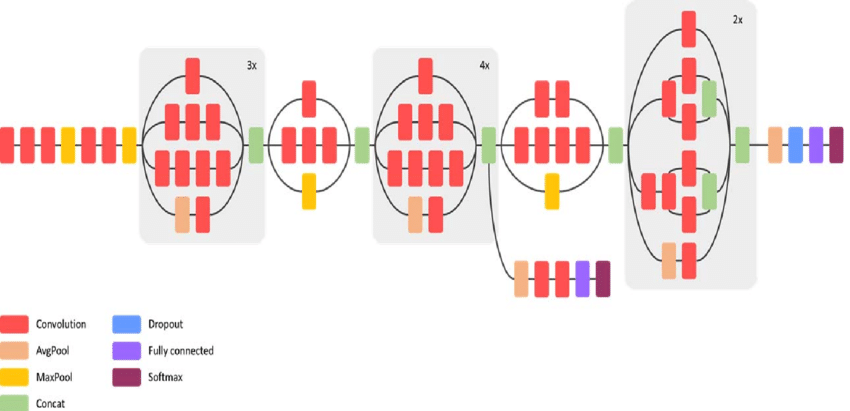 3x
4x
2x
Convolution
AvgPool
MaxPool
Concat
Dropout
Fully connected
Softmax